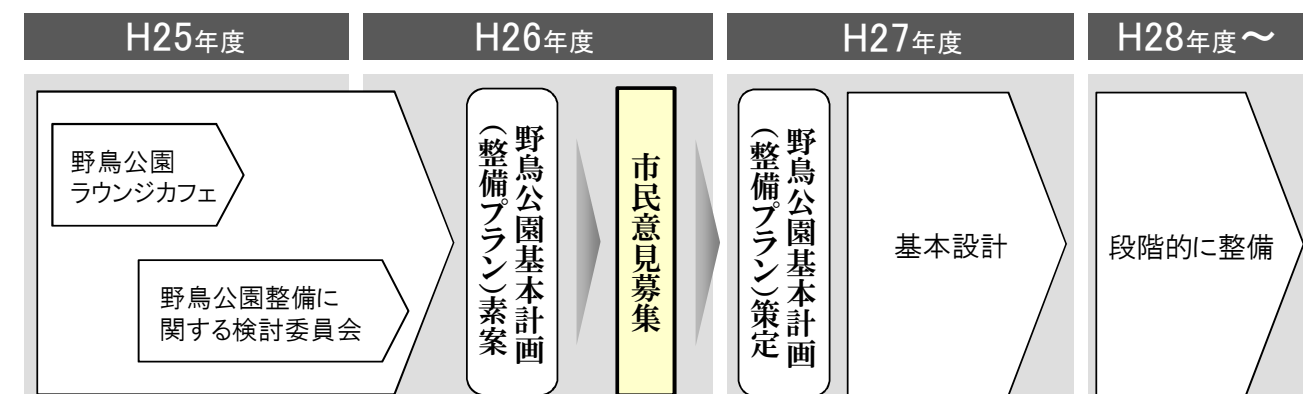 H25年度
H26年度
H27年度
H28年度～
野鳥公園
ラウンジカフェ
野鳥公園整備に
関する検討委員会
野鳥公園基本計画
（整備プラン）素案
市民意見募集
野鳥公園基本計画
（整備プラン）策定
基本設計
段階的に整備